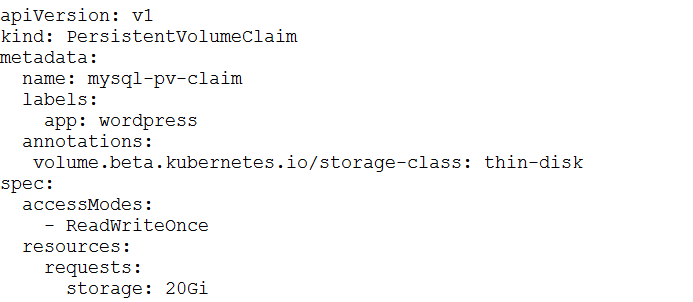 apiVersion: v1
kind: PersistentVolumeClaim
metadata:
  name: mysql-pv-claim
  labels:
    app: wordpress
  annotations:
   volume.beta.kubernetes.io/storage-class: thin-disk
spec:
  accessModes:
    - ReadWriteOnce
  resources:
    requests:
      storage: 20Gi